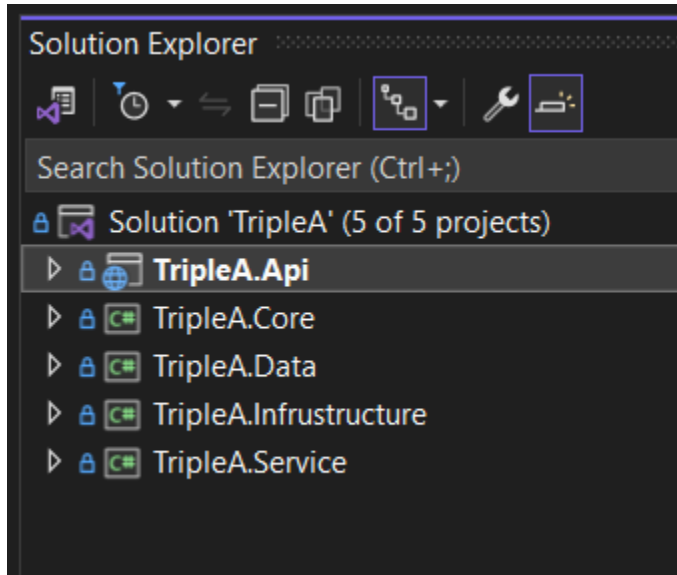 Solution Explorer
Search Solution Explorer (Ctrl+;)
Solution 'TripleA' (5 of 5 projects)
TripleA.Api
C# TripleA.Core
C# TripleA.Data
C# TripleA.Infrustructure
C# TripleA.Service